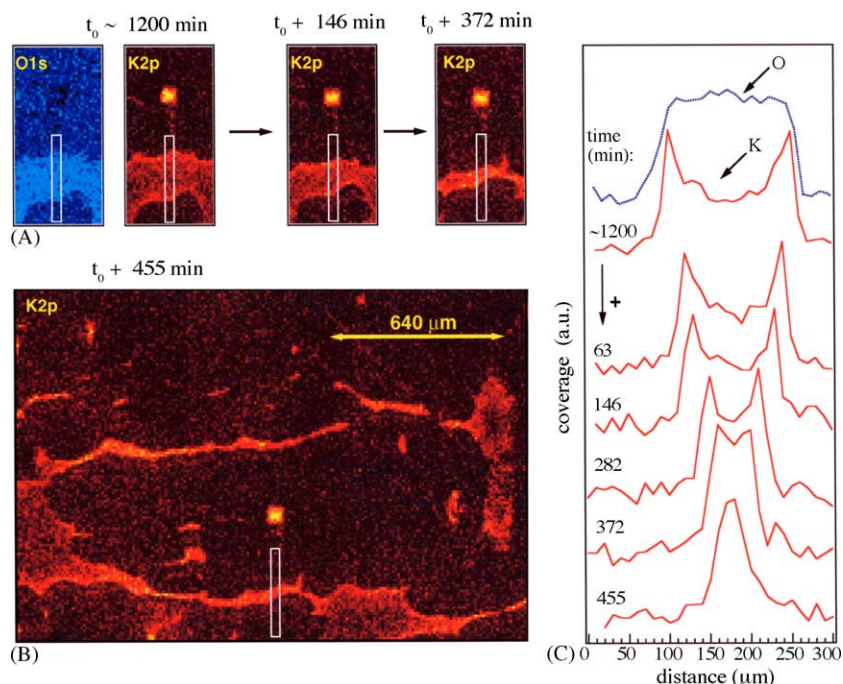 t₀ ~ 1200 min
t₀ + 146 min
t₀ + 372 min
O1s
K2p
K2p
K2p
(A)
t₀ + 455 min
K2p
640 μm
(B)
O
time
(min):
K
~1200
+
63
146
282
372
455
coverage (a.u.)
0 50 100 150 200 250 300
distance (μm)
(C)